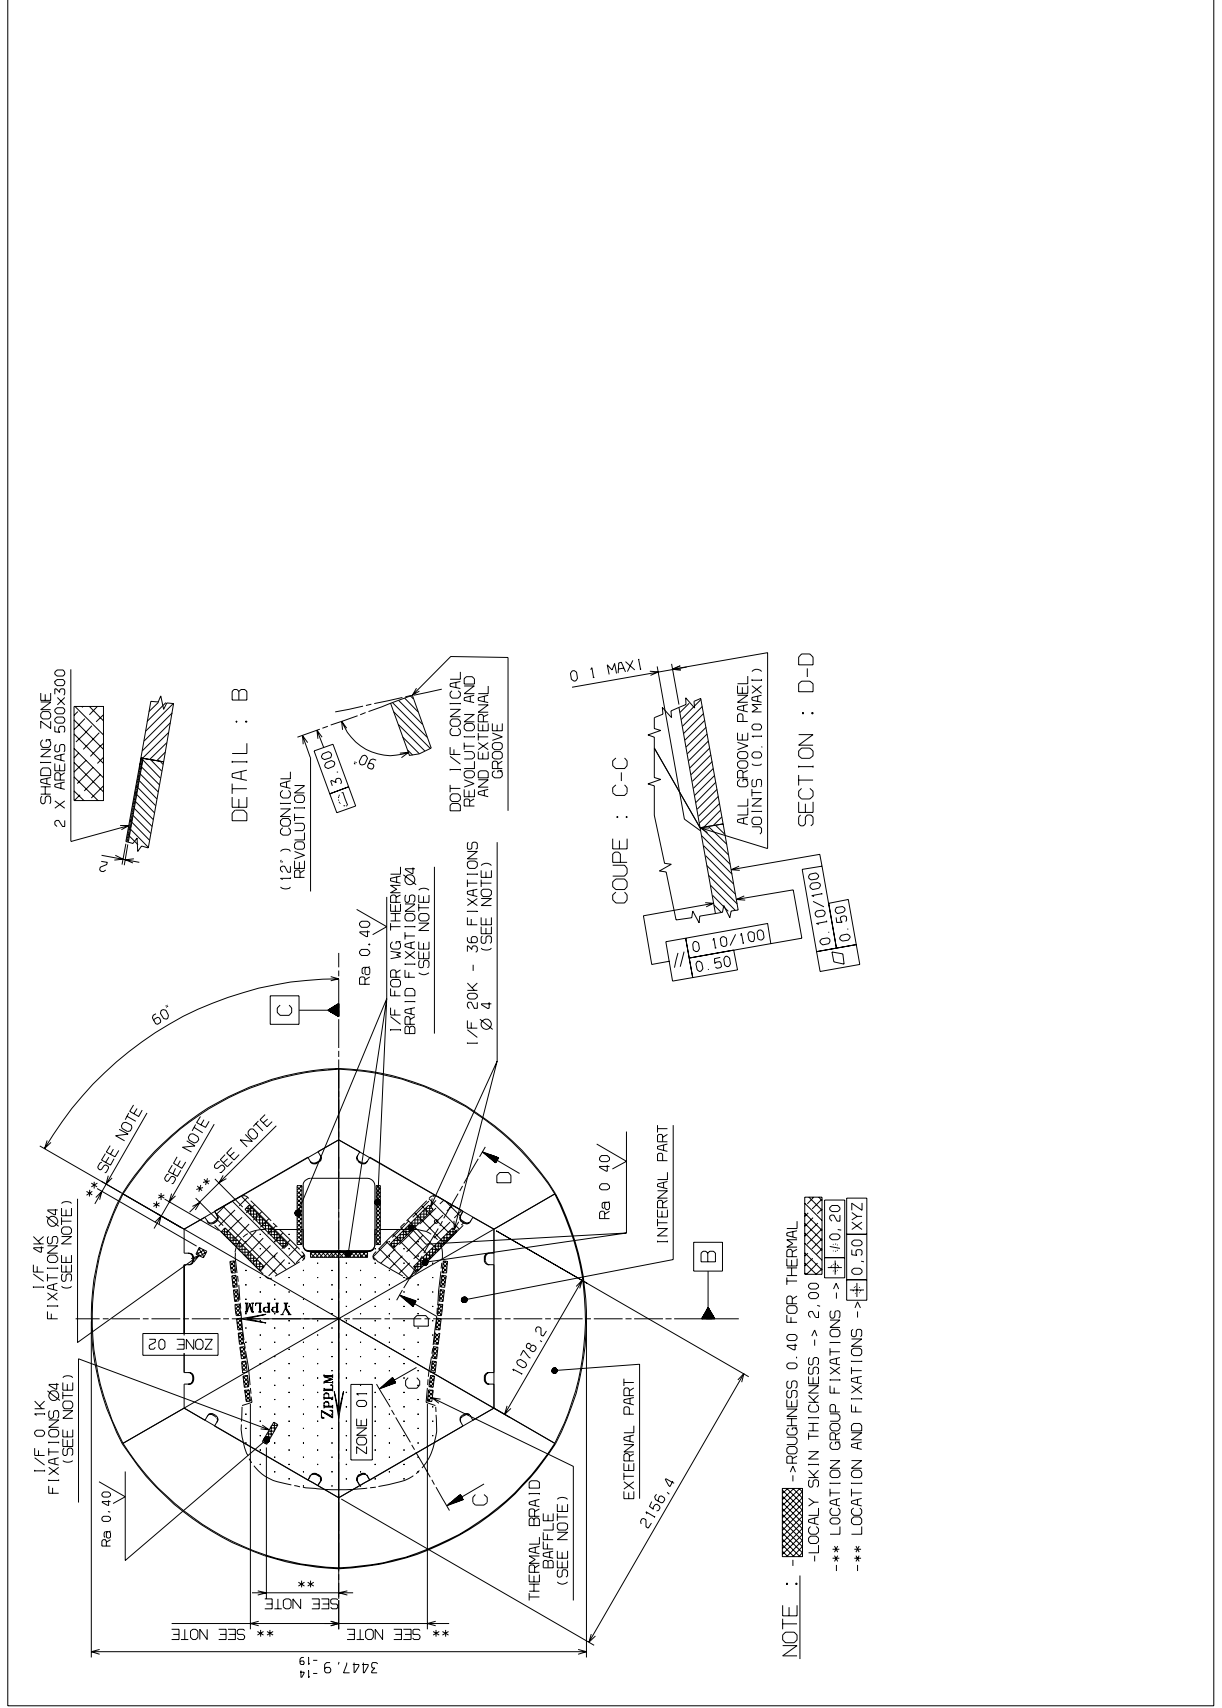 SHADING ZONE
2 X AREAS 500x300
2
DETAIL : B
(12°) CONICAL
REVOLUTION
3.00
90°
DOT I/F CONICAL
REVOLUTION AND
AND EXTERNAL
GROOVE
COUPE : C-C
0 1 MAXI
ALL GROOVE PANEL
JOINTS (0.10 MAXI)
SECTION : D-D
// 0 10/100
0.50
0.10/100
0.50
60°
C
Ra 0.40
I/F FOR WG THERMAL
BRAID FIXATIONS Ø4
(SEE NOTE)
I/F 20K - 36 FIXATIONS
Ø 4 (SEE NOTE)
** SEE NOTE
** SEE NOTE
** SEE NOTE
I/F 4K
FIXATIONS Ø4
(SEE NOTE)
I/F 0 1K
FIXATIONS Ø4
(SEE NOTE)
Ra 0.40
ZONE 02
YPPLM
ZPPLM
ZONE 01
D
D
C
C
Ra 0 40
INTERNAL PART
B
1078,2
EXTERNAL PART
THERMAL BRAID
BAFFLE
(SEE NOTE)
2156,4
SEE NOTE **
SEE NOTE **
SEE NOTE **
3447.9 -14 -19
NOTE : - ->ROUGHNESS 0.40 FOR THERMAL
-LOCALY SKIN THICKNESS -> 2,00
-** LOCATION GROUP FIXATIONS -> 0,20
-** LOCATION AND FIXATIONS -> 0,50 XYZ